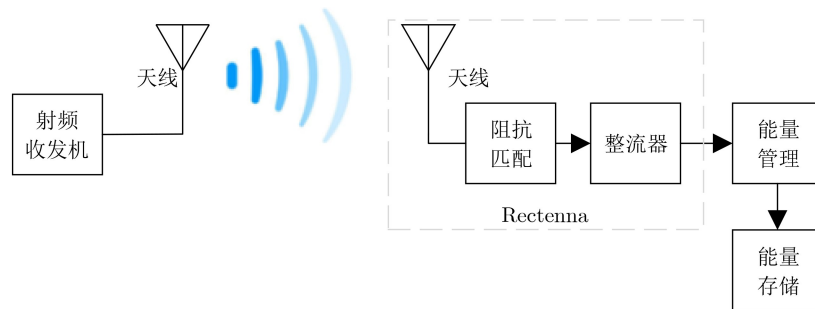 天线
射频
收发机
天线
阻抗
匹配
整流器
能量
管理
Rectenna
能量
存储